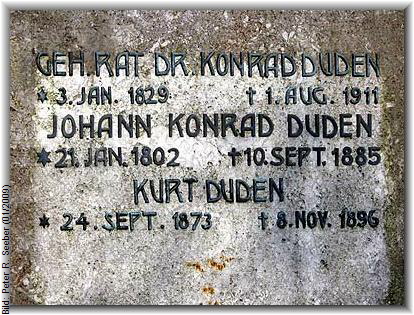 GEH. RAT DR. KONRAD DUDEN
* 3. JAN. 1829 † 1. AUG. 1911
JOHANN KONRAD DUDEN
* 21. JAN. 1802 † 10. SEPT. 1885
KURT DUDEN
* 24. SEPT. 1873 † 8. NOV. 1896
Bild: Peter R. Seeber (01/2009)